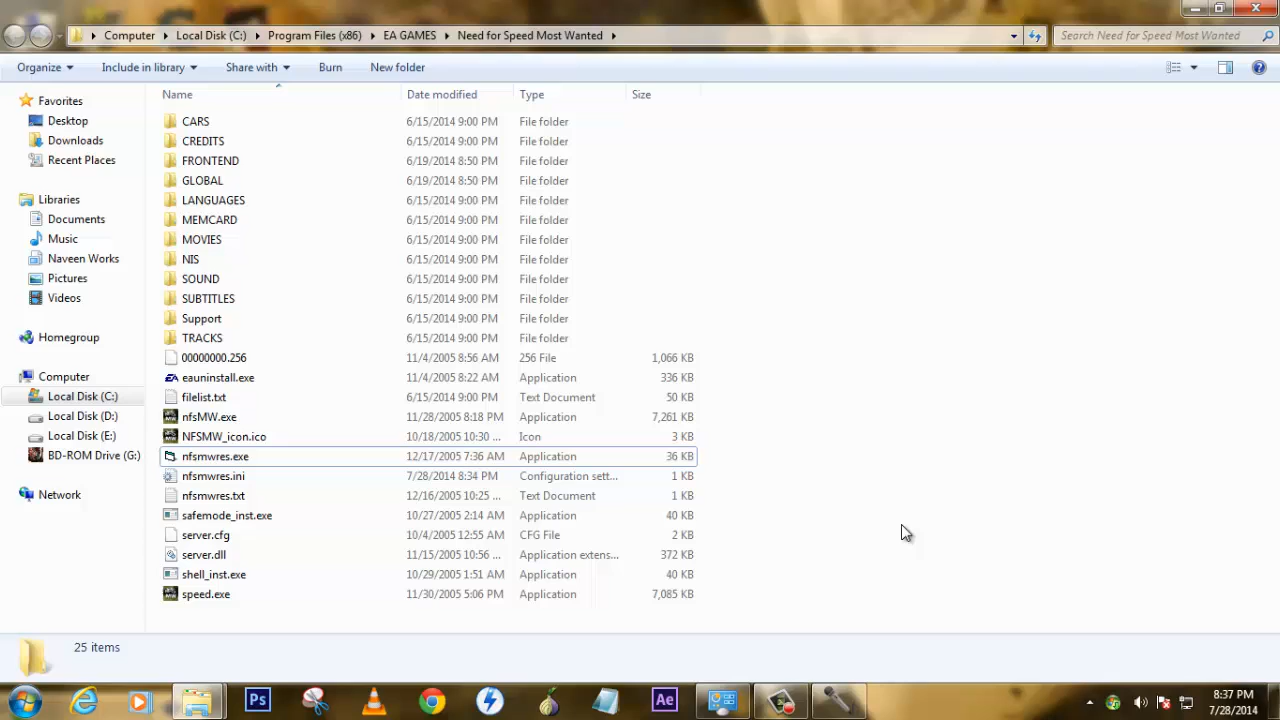 Computer Local Disk (C:) Program Files (x86) EA GAMES Need for Speed Most Wanted Search Need for Speed Most Wanted
Organize Include in library Share with Burn New folder
Name Date modified Type Size
Favorites
Desktop
Downloads
Recent Places
Libraries
Documents
Music
Naveen Works
Pictures
Videos
Homegroup
Computer
Local Disk (C:)
Local Disk (D:)
Local Disk (E:)
BD-ROM Drive (G:)
Network
CARS 6/15/2014 9:00 PM File folder
CREDITS 6/15/2014 9:00 PM File folder
FRONTEND 6/19/2014 8:50 PM File folder
GLOBAL 6/19/2014 8:50 PM File folder
LANGUAGES 6/15/2014 9:00 PM File folder
MEMCARD 6/15/2014 9:00 PM File folder
MOVIES 6/15/2014 9:00 PM File folder
NIS 6/15/2014 9:00 PM File folder
SOUND 6/15/2014 9:00 PM File folder
SUBTITLES 6/15/2014 9:00 PM File folder
Support 6/15/2014 9:00 PM File folder
TRACKS 6/15/2014 9:00 PM File folder
00000000.256 11/4/2005 8:56 AM 256 File 1,066 KB
eauninstall.exe 11/4/2005 8:22 AM Application 336 KB
filelist.txt 6/15/2014 9:00 PM Text Document 50 KB
nfsMW.exe 11/28/2005 8:18 PM Application 7,261 KB
NFSMW_icon.ico 10/18/2005 10:30 ... Icon 3 KB
nfsmwres.exe 12/17/2005 7:36 AM Application 36 KB
nfsmwres.ini 7/28/2014 8:34 PM Configuration sett... 1 KB
nfsmwres.txt 12/16/2005 10:25 ... Text Document 1 KB
safemode_inst.exe 10/27/2005 2:14 AM Application 40 KB
server.cfg 10/4/2005 12:55 AM CFG File 2 KB
server.dll 11/15/2005 10:56 ... Application extens... 372 KB
shell_inst.exe 10/29/2005 1:51 AM Application 40 KB
speed.exe 11/30/2005 5:06 PM Application 7,085 KB
25 items
Ps Ae
8:37 PM
7/28/2014